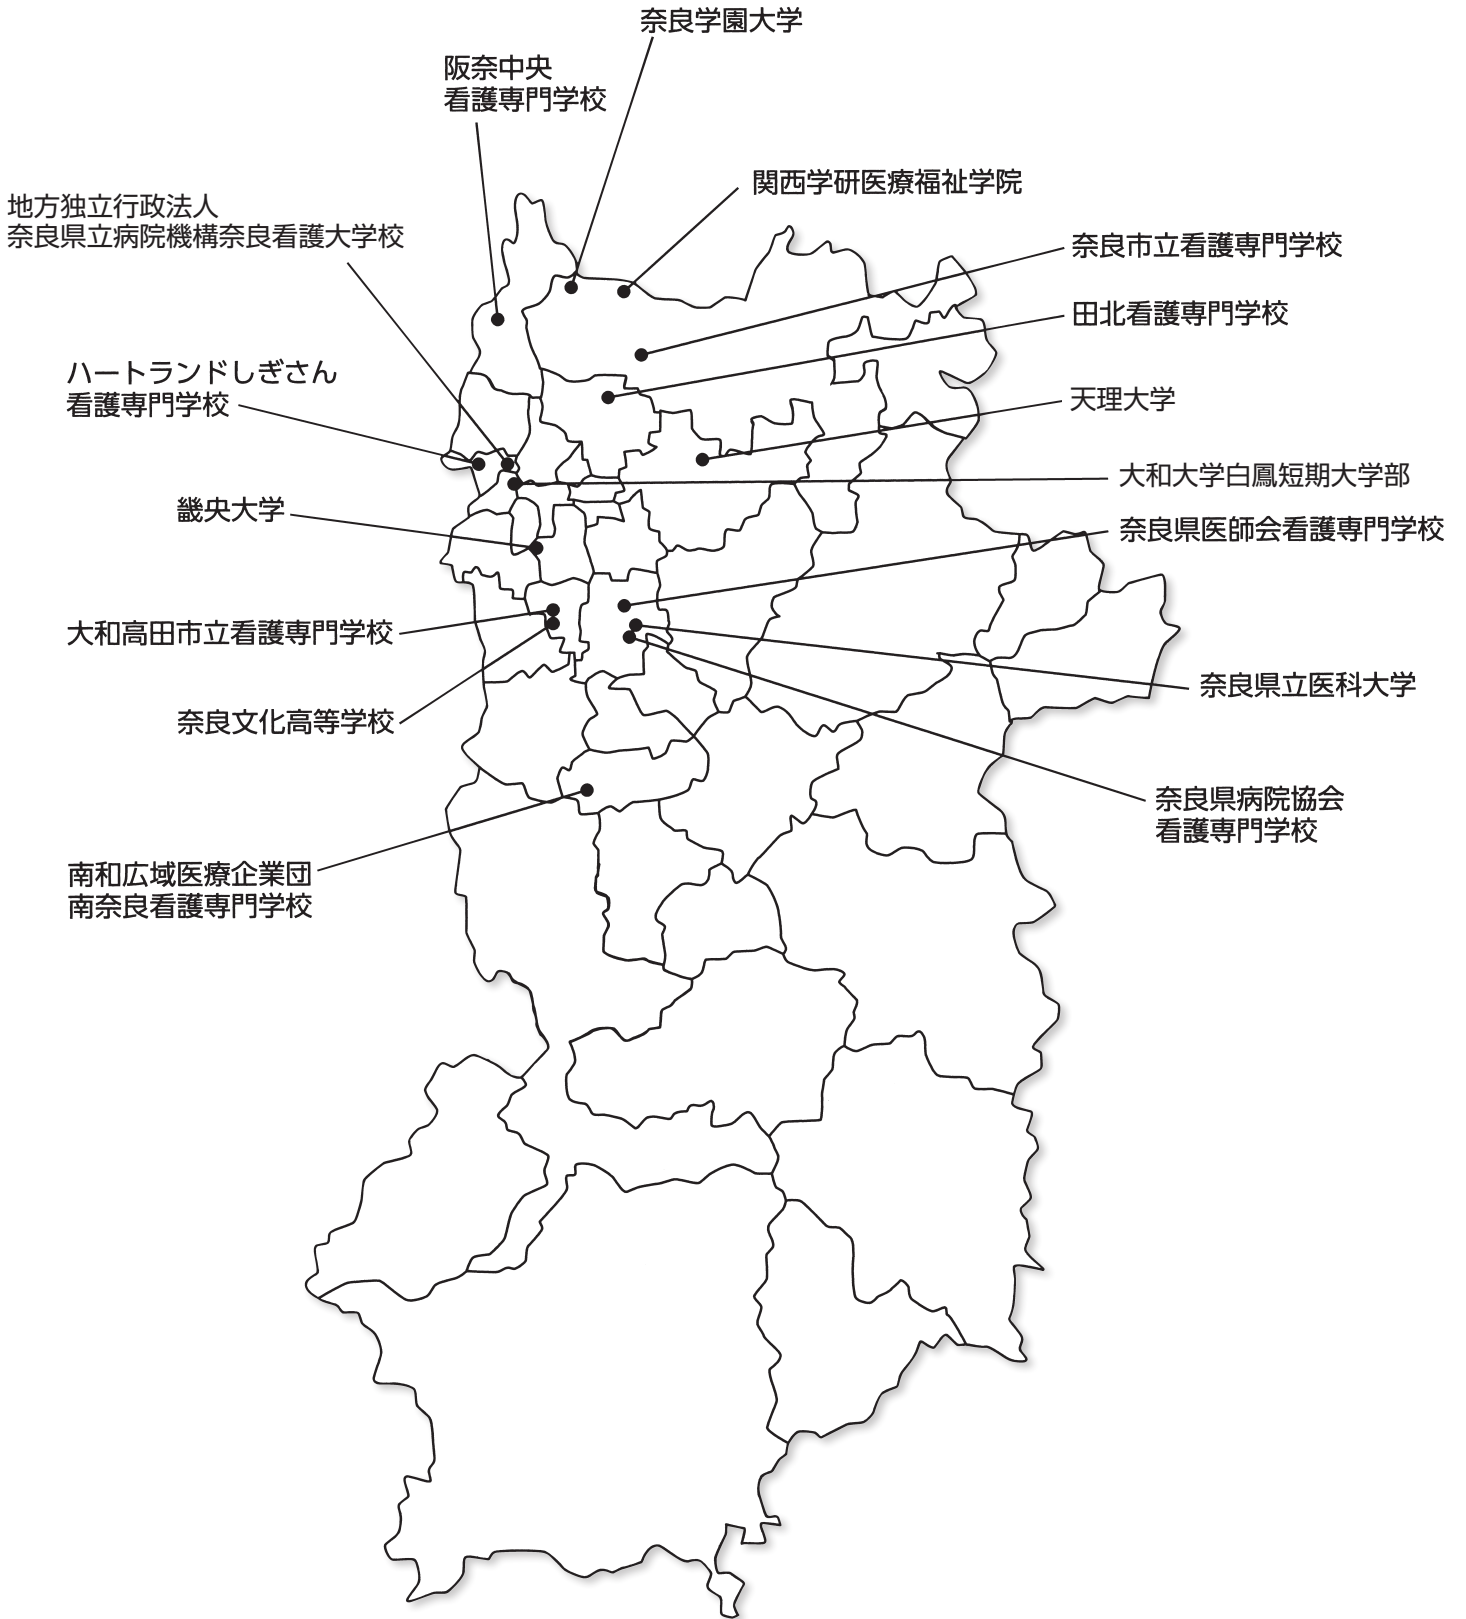 奈良学園大学
阪奈中央
看護専門学校
関西学研医療福祉学院
地方独立行政法人
奈良県立病院機構奈良看護大学校
奈良市立看護専門学校
田北看護専門学校
ハートランドしぎさん
看護専門学校
天理大学
大和大学白鳳短期大学部
畿央大学
奈良県医師会看護専門学校
大和高田市立看護専門学校
奈良県立医科大学
奈良文化高等学校
奈良県病院協会
看護専門学校
南和広域医療企業団
南奈良看護専門学校